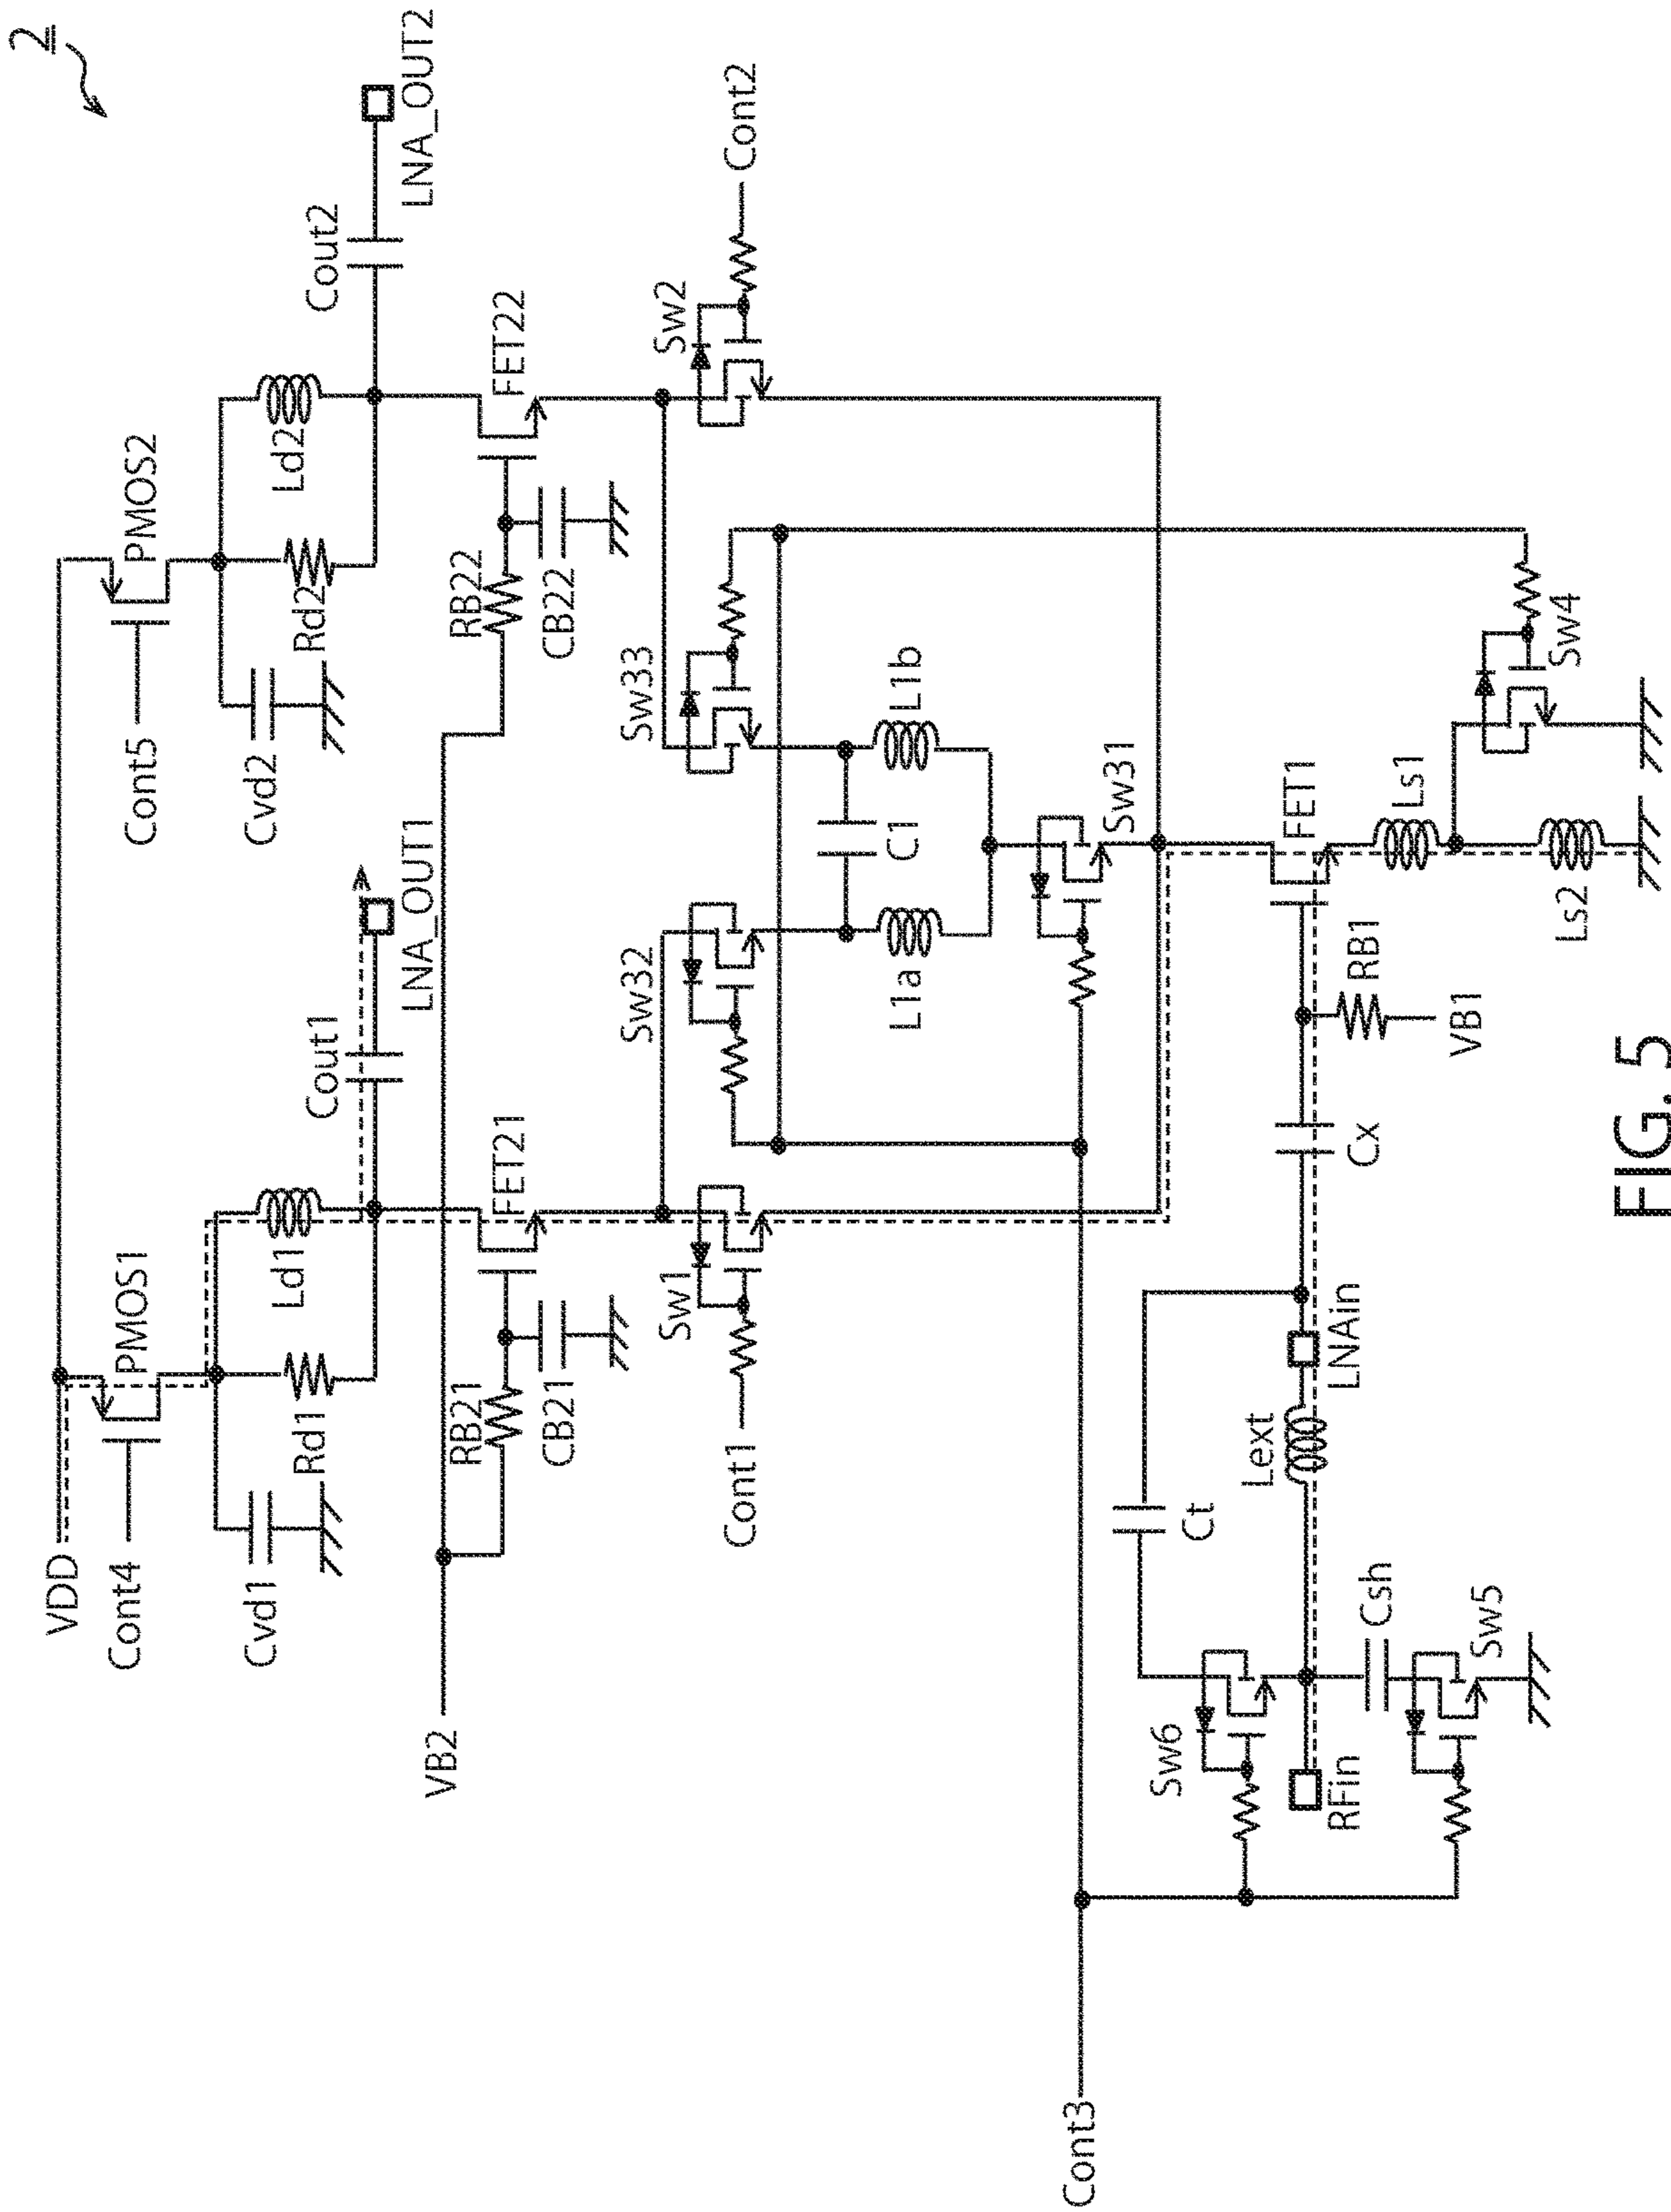 2
VDD
Cont4
PMOS1
Cont5
PMOS2
Cvd1
Rd1
Ld1
Cout1
LNA_OUT1
Cvd2
Rd2
Ld2
Cout2
LNA_OUT2
VB2
RB21
CB21
FET21
RB22
CB22
FET22
Cont1
Sw1
Sw32
Sw33
Sw2
Cont2
L1a
C1
L1b
Sw31
Cont3
Sw6
Ct
Lext
RFin
LNAin
Cx
RB1
VB1
FET1
Ls1
Csh
Sw5
Ls2
Sw4
FIG. 5